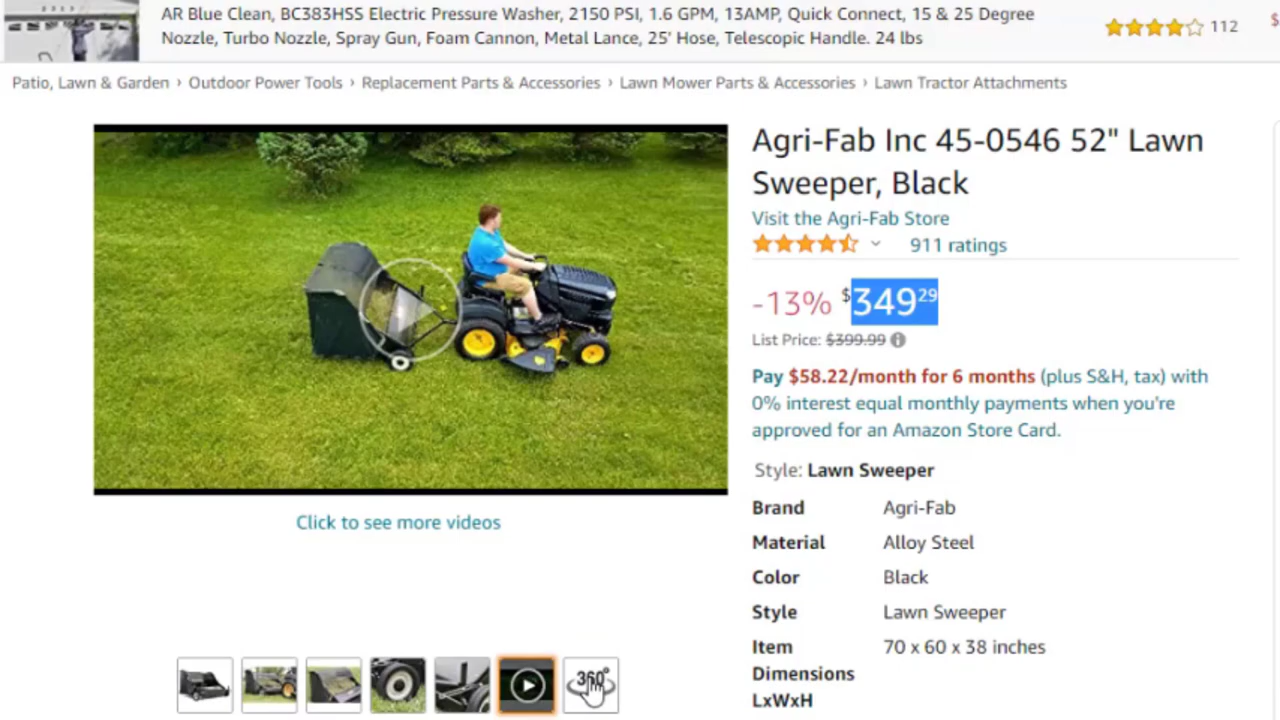 AR Blue Clean, BC383HSS Electric Pressure Washer, 2150 PSI, 1.6 GPM, 13AMP, Quick Connect, 15 & 25 Degree
Nozzle, Turbo Nozzle, Spray Gun, Foam Cannon, Metal Lance, 25' Hose, Telescopic Handle. 24 lbs
112
$
Patio, Lawn & Garden › Outdoor Power Tools › Replacement Parts & Accessories › Lawn Mower Parts & Accessories › Lawn Tractor Attachments
Agri-Fab Inc 45-0546 52" Lawn
Sweeper, Black
Visit the Agri-Fab Store
911 ratings
-13% $34929
List Price: $399.99
Pay $58.22/month for 6 months (plus S&H, tax) with
0% interest equal monthly payments when you're
approved for an Amazon Store Card.
Style: Lawn Sweeper
Brand Agri-Fab
Material Alloy Steel
Color Black
Style Lawn Sweeper
Item 70 x 60 x 38 inches
Dimensions
LxWxH
Click to see more videos
360°